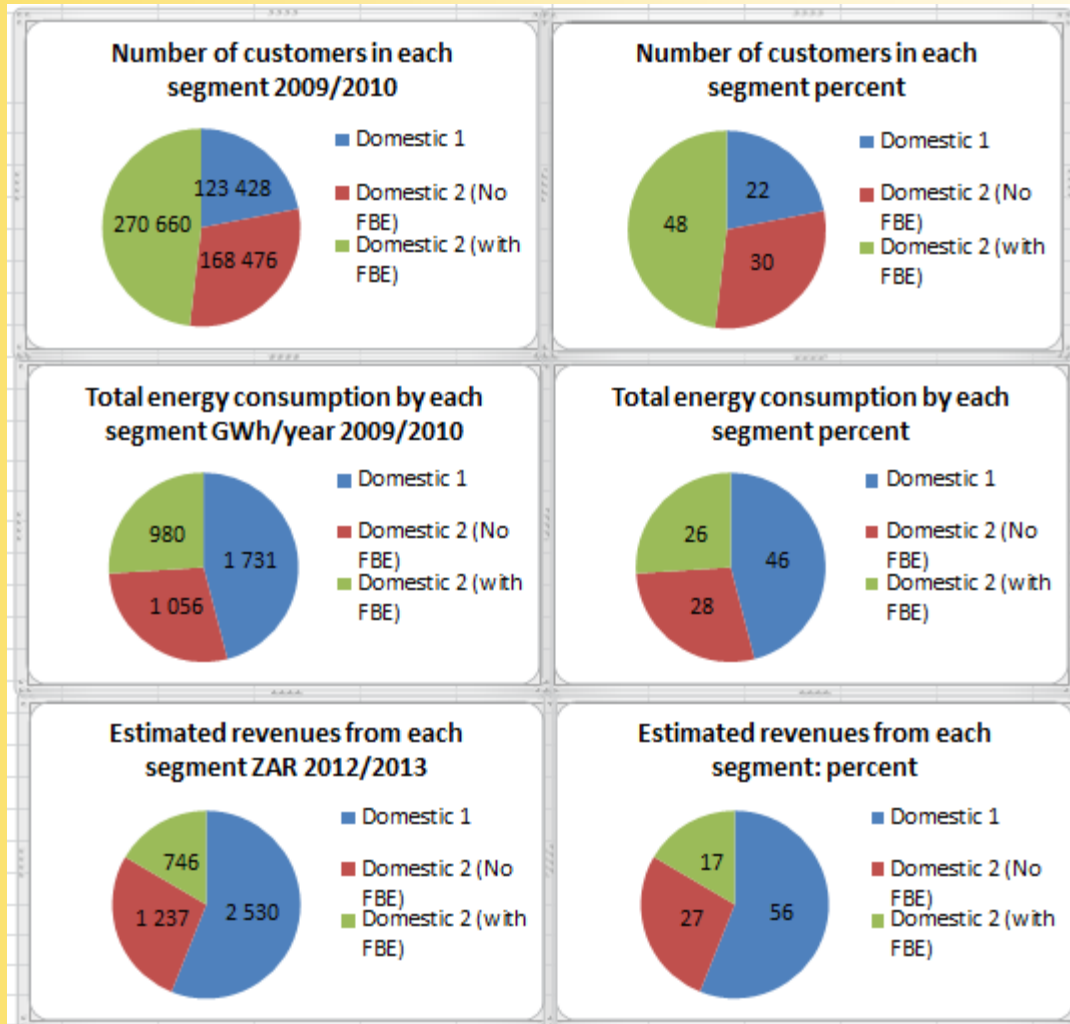 Number of customers in each
segment 2009/2010
Domestic 1
123 428
Domestic 2 (No
FBE)
270 660
Domestic 2 (with
168 476
FBE)
Number of customers in each
segment percent
Domestic 1
22
Domestic 2 (No
FBE)
48
Domestic 2 (with
30
FBE)
Total energy consumption by each
segment GWh/year 2009/2010
Domestic 1
980
Domestic 2 (No
1 731
FBE)
Domestic 2 (with
1 056
FBE)
Total energy consumption by each
segment percent
Domestic 1
26
Domestic 2 (No
46
FBE)
Domestic 2 (with
28
FBE)
Estimated revenues from each
segment ZAR 2012/2013
Domestic 1
746
Domestic 2 (No
FBE)
1 237
2 530
Domestic 2 (with
FBE)
Estimated revenues from each
segment: percent
Domestic 1
17
Domestic 2 (No
FBE)
27
56
Domestic 2 (with
FBE)